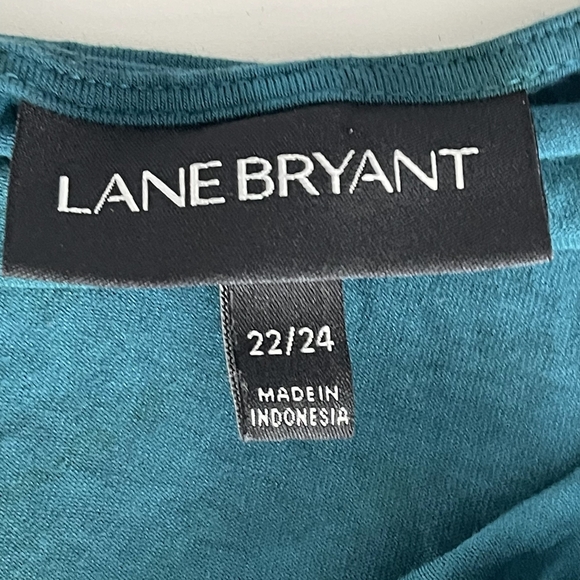 LANE BRYANT
22/24
MADE IN
INDONESIA